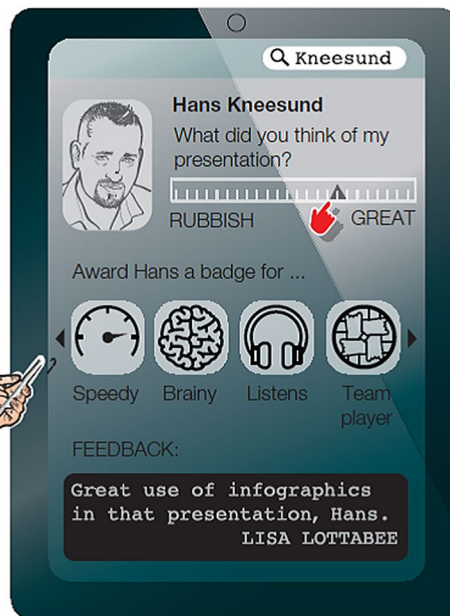 Kneesund
Hans Kneesund
What did you think of my
presentation?
RUBBISH GREAT
Award Hans a badge for ...
Speedy Brainy Listens Team
player
FEEDBACK:
Great use of infographics
in that presentation, Hans.
LISA LOTTABEE